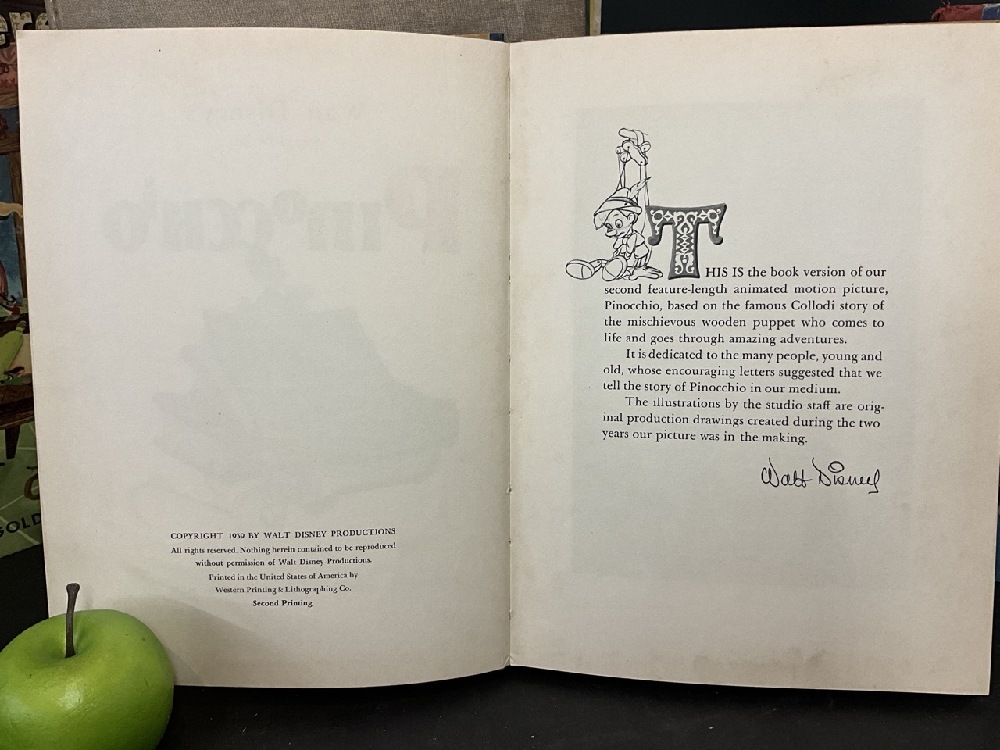 COPYRIGHT 1939 BY WALT DISNEY PRODUCTIONS
All rights reserved. Nothing herein contained to be reproduced
without permission of Walt Disney Productions.
Printed in the United States of America by
Western Printing & Lithographing Co.
Second Printing
THIS IS the book version of our
second feature-length animated motion picture,
Pinocchio, based on the famous Collodi story of
the mischievous wooden puppet who comes to
life and goes through amazing adventures.
It is dedicated to the many people, young and
old, whose encouraging letters suggested that we
tell the story of Pinocchio in our medium.
The illustrations by the studio staff are orig-
inal production drawings created during the two
years our picture was in the making.
Walt Disney
GOLD